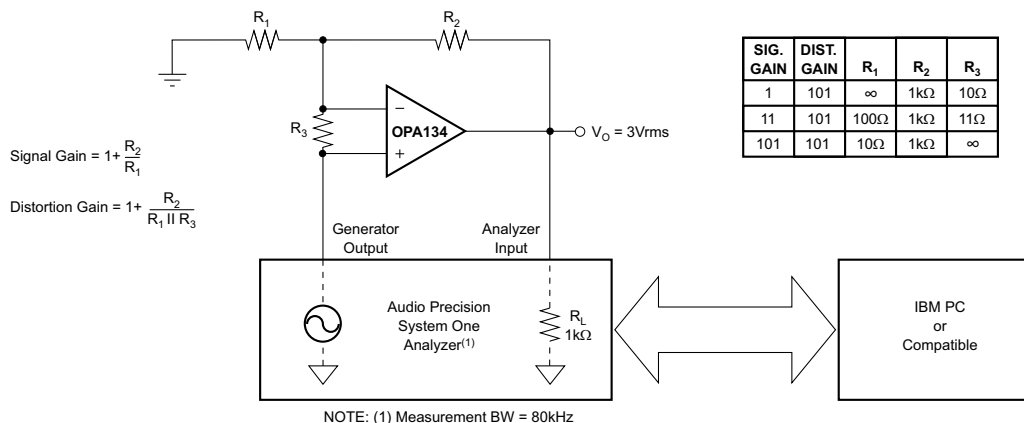 R1
R2
R3
−
+
OPA134
VO = 3Vrms
Signal Gain = 1+ R2
R1
Distortion Gain = 1+ R2
R1 II R3
SIG. GAIN DIST. GAIN R1 R2 R3
1 101 ∞ 1kΩ 10Ω
11 101 100Ω 1kΩ 11Ω
101 101 10Ω 1kΩ ∞
Generator
Output
Analyzer
Input
Audio Precision
System One
Analyzer(1)
RL
1kΩ
IBM PC
or
Compatible
NOTE: (1) Measurement BW = 80kHz